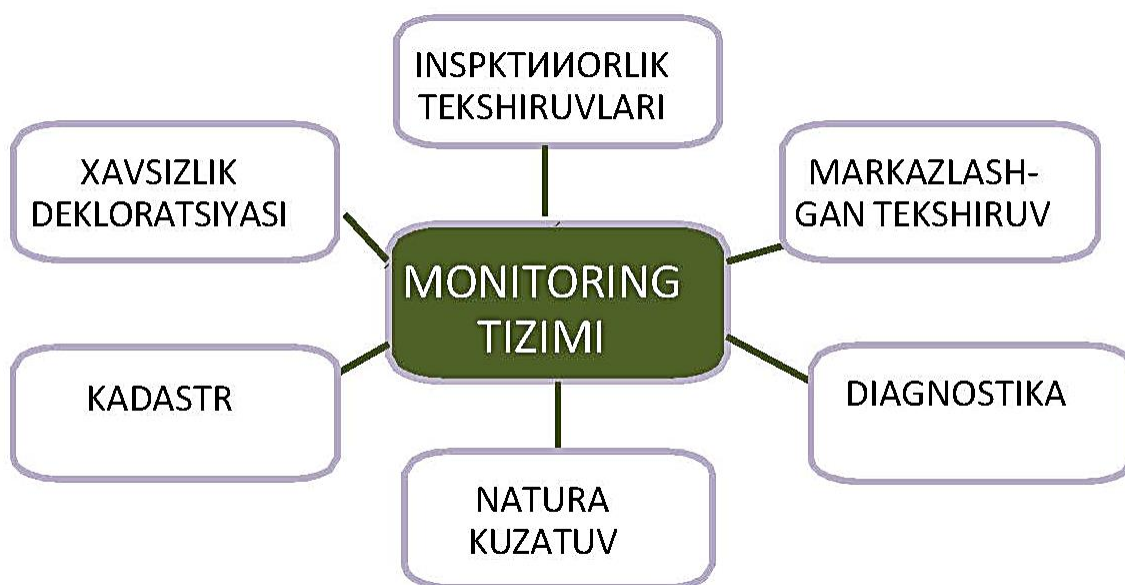 INSPKTИИORLIK
TEKSHIRUVLARI
XAVSIZLIK
DEKLORATSIYASI
MARKAZLASH-
GAN TEKSHIRUV
MONITORING
TIZIMI
KADASTR
DIAGNOSTIKA
NATURA
KUZATUV